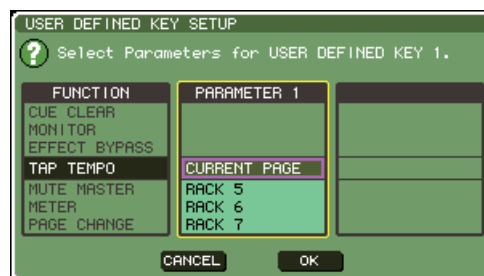 USER DEFINED KEY SETUP
? Select Parameters for USER DEFINED KEY 1.
FUNCTION
CUE CLEAR
MONITOR
EFFECT BYPASS
TAP TEMPO
MUTE MASTER
METER
PAGE CHANGE
PARAMETER 1
CURRENT PAGE
RACK 5
RACK 6
RACK 7
CANCEL
OK